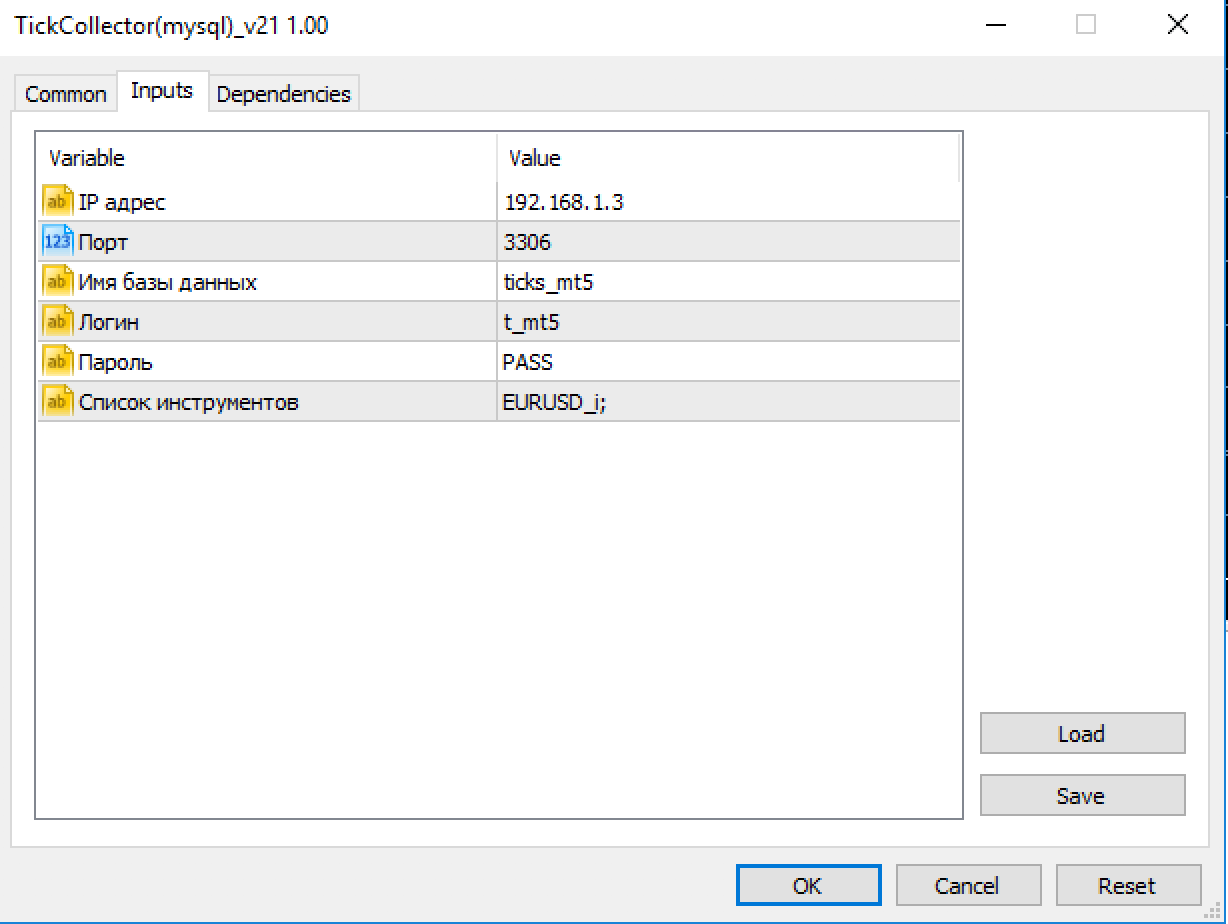 TickCollector(mysql)_v21 1.00
Common Inputs Dependencies
Variable Value
ab IP адрес 192.168.1.3
123 Порт 3306
ab Имя базы данных ticks_mt5
ab Логин t_mt5
ab Пароль PASS
ab Список инструментов EURUSD_i;
Load
Save
OK Cancel Reset